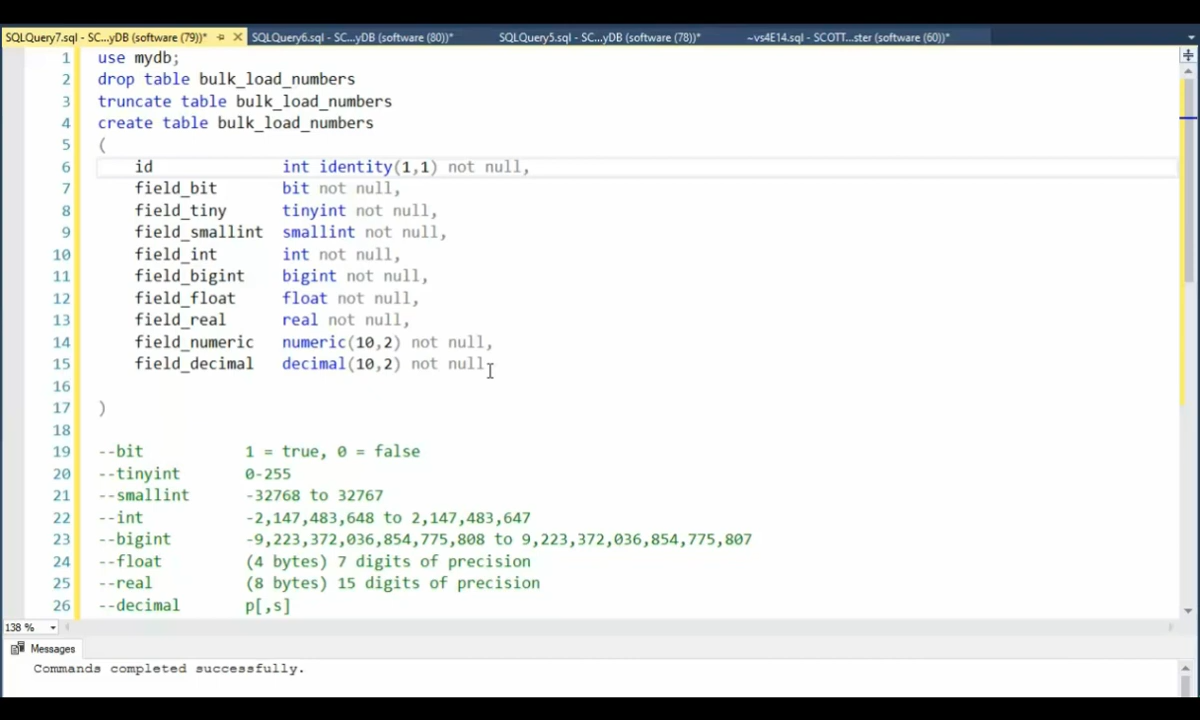 SQLQuery7.sql - SC...yDB (software (79))* SQLQuery6.sql - SC...yDB (software (80))* SQLQuery5.sql - SC...yDB (software (78))* ~vs4E14.sql - SCOTT...ster (software (60))*
1 use mydb;
2 drop table bulk_load_numbers
3 truncate table bulk_load_numbers
4 create table bulk_load_numbers
5 (
6 id int identity(1,1) not null,
7 field_bit bit not null,
8 field_tiny tinyint not null,
9 field_smallint smallint not null,
10 field_int int not null,
11 field_bigint bigint not null,
12 field_float float not null,
13 field_real real not null,
14 field_numeric numeric(10,2) not null,
15 field_decimal decimal(10,2) not null
16
17 )
18
19 --bit 1 = true, 0 = false
20 --tinyint 0-255
21 --smallint -32768 to 32767
22 --int -2,147,483,648 to 2,147,483,647
23 --bigint -9,223,372,036,854,775,808 to 9,223,372,036,854,775,807
24 --float (4 bytes) 7 digits of precision
25 --real (8 bytes) 15 digits of precision
26 --decimal p[,s]
138 %
Messages
Commands completed successfully.